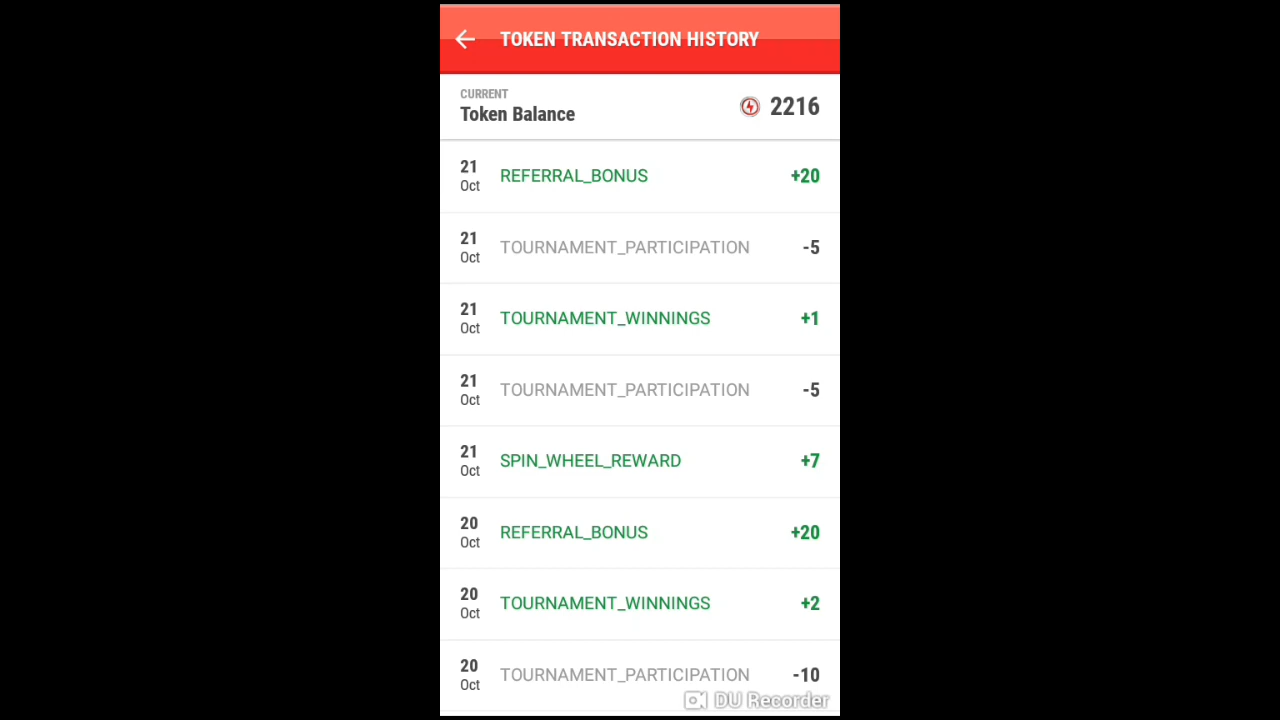 TOKEN TRANSACTION HISTORY
CURRENT
Token Balance 2216
21 Oct REFERRAL_BONUS +20
21 Oct TOURNAMENT_PARTICIPATION -5
21 Oct TOURNAMENT_WINNINGS +1
21 Oct TOURNAMENT_PARTICIPATION -5
21 Oct SPIN_WHEEL_REWARD +7
20 Oct REFERRAL_BONUS +20
20 Oct TOURNAMENT_WINNINGS +2
20 Oct TOURNAMENT_PARTICIPATION -10
DU Recorder